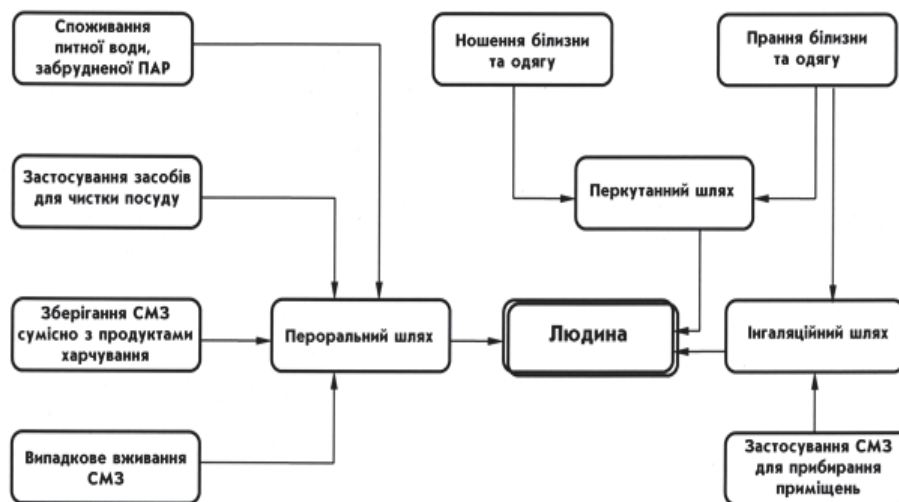 Споживання
питної води,
забрудненої ПАР
Ношення білизни
та одягу
Прання білизни
та одягу
Застосування засобів
для чистки посуду
Перкутанний шлях
Зберігання СМЗ
сумісно з продуктами
харчування
Пероральний шлях
Людина
Інгаляційний шлях
Випадкове вживання
СМЗ
Застосування СМЗ
для прибирання
приміщень